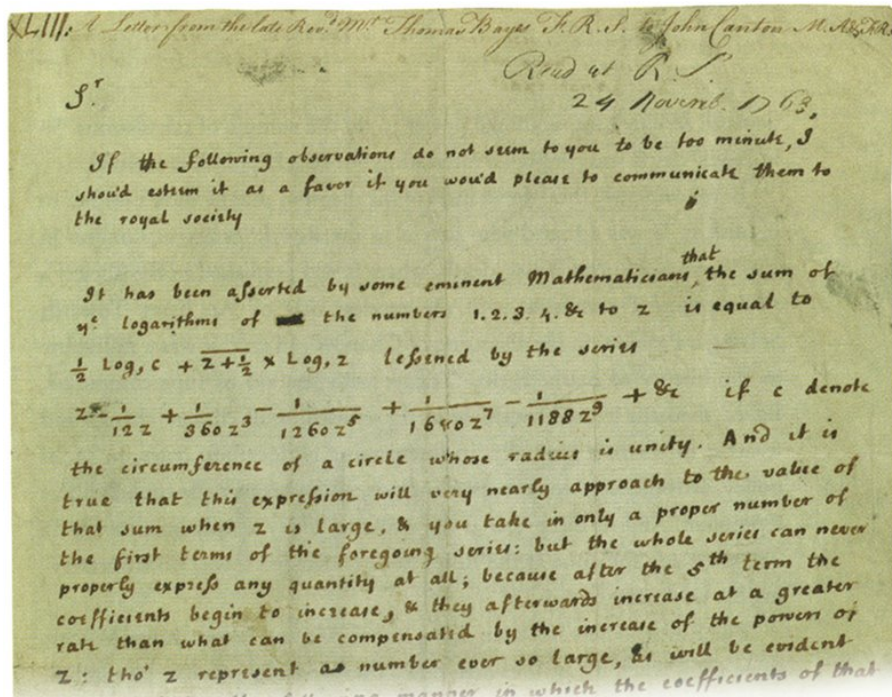 XLIII: A Letter from the late Revd. Mr. Thomas Bayes F.R.S. to John Canton M.A. & F.R.S.
Read at R. S.
24 Novemb. 1763,
Sr.
If the following observations do not seem to you to be too minute, I
shou'd esteem it as a favor if you wou'd please to communicate them to
the royal society
that
It has been asserted by some eminent Mathematicians, the sum of
ye logarithms of the numbers 1.2.3.4. &c to z is equal to
½ Log, c + z+½ × Log, z lessened by the series
z - 1/12z + 1/360z³ - 1/1260z⁵ + 1/1680z⁷ - 1/1188z⁹ + &c if c denote
the circumference of a circle whose radius is unity. And it is
true that this expression will very nearly approach to the value of
that sum when z is large, & you take in only a proper number of
the first terms of the foregoing series: but the whole series can never
properly express any quantity at all; because after the 5th term the
coefficients begin to increase, & they afterwards increase at a greater
rate than what can be compensated by the increase of the powers of
z: tho' z represent a number ever so large, as will be evident
following manner in which the coefficients of that